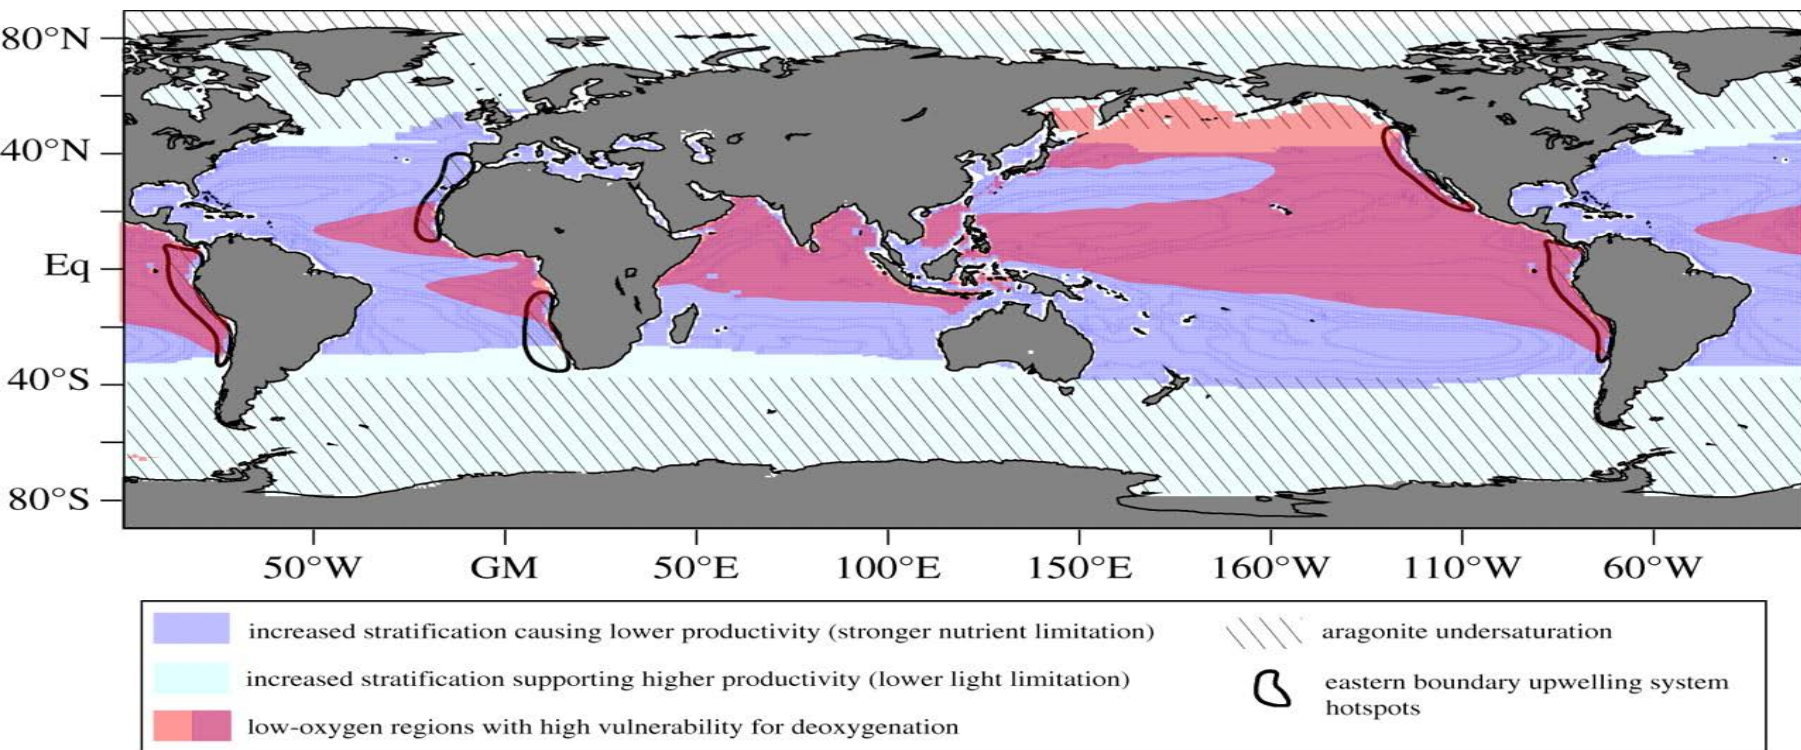 80°N
40°N
Eq
40°S
80°S
50°W GM 50°E 100°E 150°E 160°W 110°W 60°W
increased stratification causing lower productivity (stronger nutrient limitation)
increased stratification supporting higher productivity (lower light limitation)
low-oxygen regions with high vulnerability for deoxygenation
aragonite undersaturation
eastern boundary upwelling system
hotspots